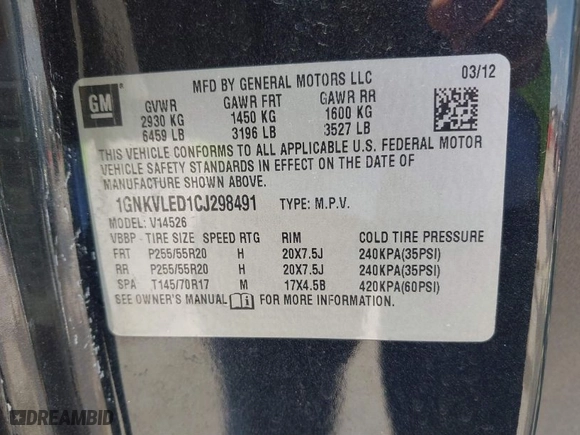 GM
MFD BY GENERAL MOTORS LLC 03/12
GVWR GAWR FRT GAWR RR
2930 KG 1450 KG 1600 KG
6459 LB 3196 LB 3527 LB
THIS VEHICLE CONFORMS TO ALL APPLICABLE U.S. FEDERAL MOTOR
VEHICLE SAFETY STANDARDS IN EFFECT ON THE DATE OF
MANUFACTURE SHOWN ABOVE.
1GNKVLED1CJ298491 TYPE: M.P.V.
MODEL: V14526
VBBP - TIRE SIZE SPEED RTG RIM COLD TIRE PRESSURE
FRT P255/55R20 H 20X7.5J 240KPA(35PSI)
RR P255/55R20 H 20X7.5J 240KPA(35PSI)
SPA T145/70R17 M 17X4.5B 420KPA(60PSI)
SEE OWNER'S MANUAL FOR MORE INFORMATION.
DREAMBID